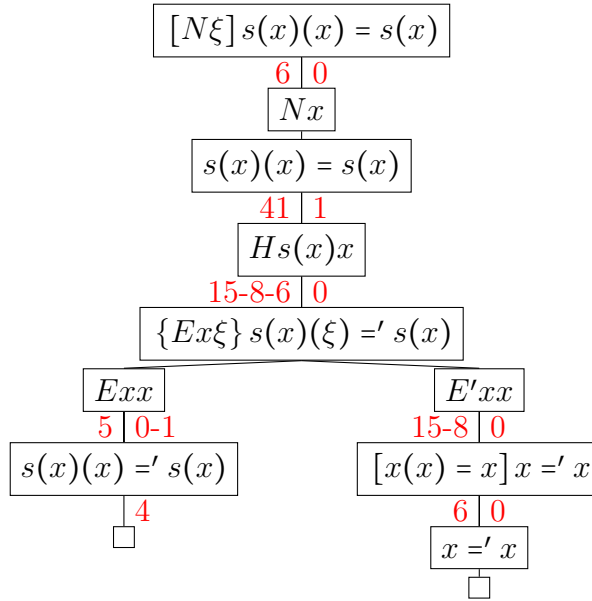 [Nξ] s(x)(x) = s(x)
6 0
Nx
s(x)(x) = s(x)
41 1
Hs(x)x
15-8-6 0
{Exξ} s(x)(ξ) =′ s(x)
Exx E′xx
5 0-1 15-8 0
s(x)(x) =′ s(x) [x(x) = x] x =′ x
4 6 0
x =′ x